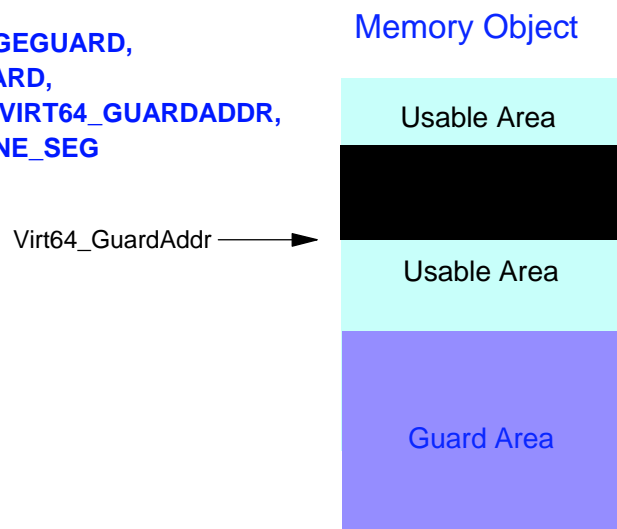 GEGUARD,
ARD,
VIRT64_GUARDADDR,
NE_SEG
Memory Object
Usable Area
Virt64_GuardAddr
Usable Area
Guard Area